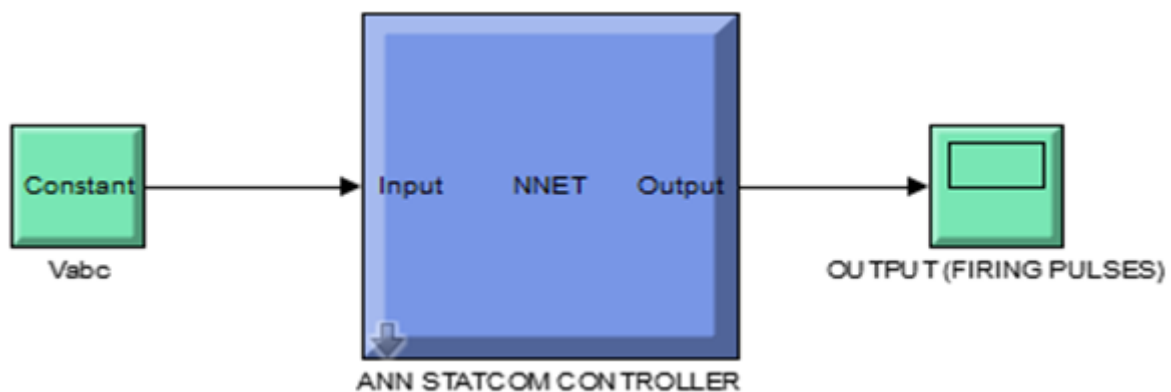 Constant
Vabc
Input
NNET
Output
ANN STATCOM CONTROLLER
OUTPUT (FIRING PULSES)